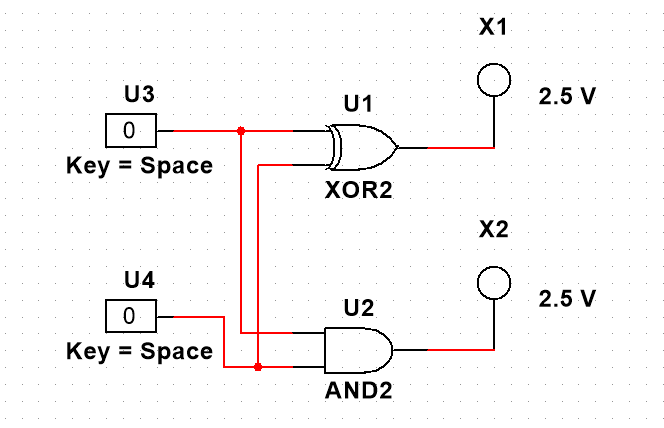 X1
U3
U1
2.5 V
0
Key = Space
XOR2
X2
U4
U2
2.5 V
0
Key = Space
AND2